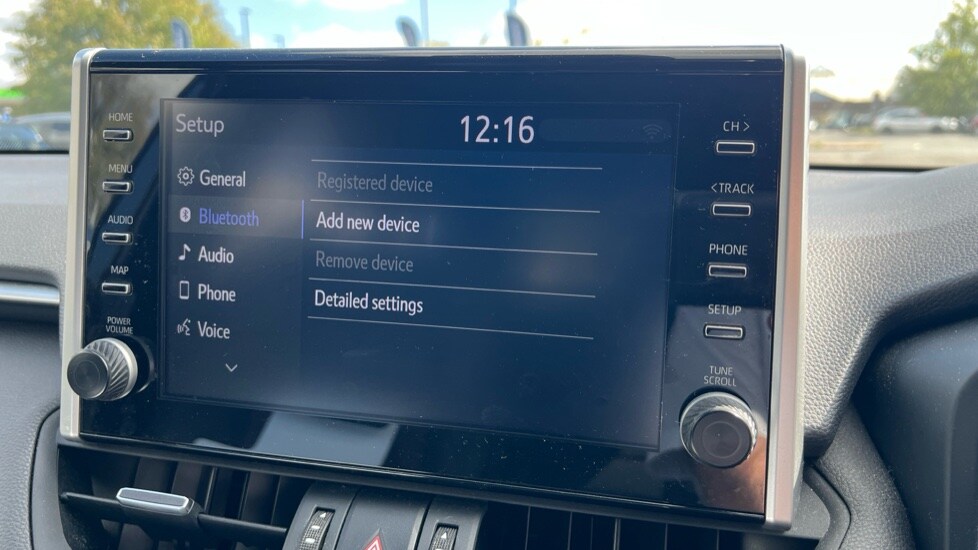 HOME
MENU
AUDIO
MAP
POWER
VOLUME
Setup
12:16
General
Bluetooth
Audio
Phone
Voice
Registered device
Add new device
Remove device
Detailed settings
CH >
< TRACK
PHONE
SETUP
TUNE
SCROLL